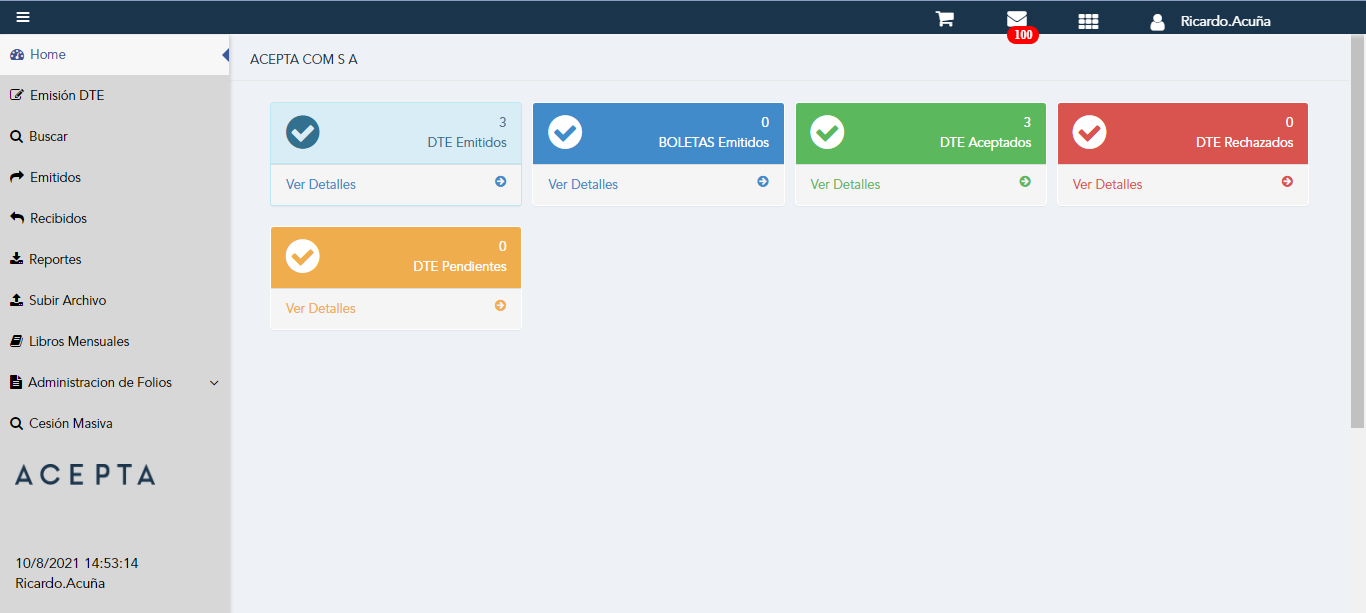 Ricardo.Acuña
100
Home
Emisión DTE
Buscar
Emitidos
Recibidos
Reportes
Subir Archivo
Libros Mensuales
Administracion de Folios
Cesión Masiva
ACEPTA
10/8/2021 14:53:14
Ricardo.Acuña
ACEPTA COM S A
3
DTE Emitidos
Ver Detalles
0
BOLETAS Emitidos
Ver Detalles
3
DTE Aceptados
Ver Detalles
0
DTE Rechazados
Ver Detalles
0
DTE Pendientes
Ver Detalles